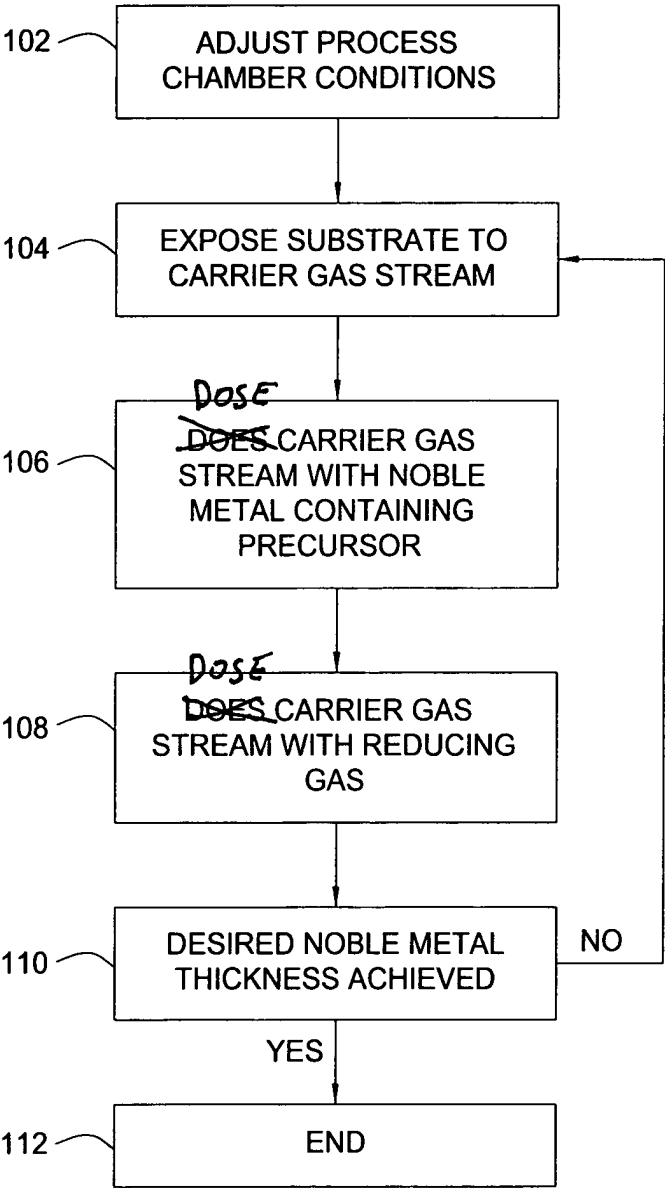 102
ADJUST PROCESS
CHAMBER CONDITIONS
104
EXPOSE SUBSTRATE TO
CARRIER GAS STREAM
DOSE
106
DOES CARRIER GAS
STREAM WITH NOBLE
METAL CONTAINING
PRECURSOR
DOSE
108
DOES CARRIER GAS
STREAM WITH REDUCING
GAS
110
DESIRED NOBLE METAL
THICKNESS ACHIEVED
NO
YES
112
END